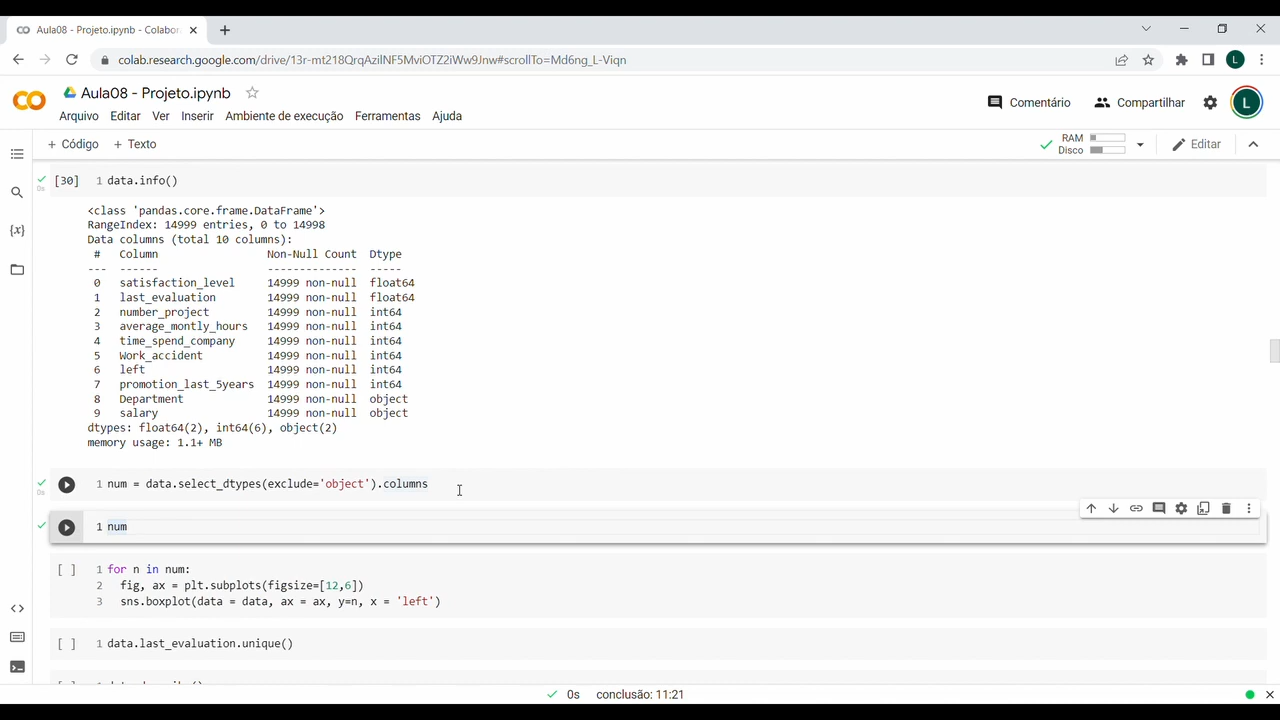 Aula08 - Projeto.ipynb - Colabor
colab.research.google.com/drive/13r-mt218QrqAzilNF5MviOTZ2iWw9Jnw#scrollTo=Md6ng_L-Viqn
L
Aula08 - Projeto.ipynb
Comentário
Compartilhar
L
Arquivo Editar Ver Inserir Ambiente de execução Ferramentas Ajuda
+ Código + Texto
RAM
Disco
Editar
[30] 1 data.info()
0s
<class 'pandas.core.frame.DataFrame'>
RangeIndex: 14999 entries, 0 to 14998
Data columns (total 10 columns):
# Column Non-Null Count Dtype
--- ------ -------------- -----
0 satisfaction_level 14999 non-null float64
1 last_evaluation 14999 non-null float64
2 number_project 14999 non-null int64
3 average_montly_hours 14999 non-null int64
4 time_spend_company 14999 non-null int64
5 Work_accident 14999 non-null int64
6 left 14999 non-null int64
7 promotion_last_5years 14999 non-null int64
8 Department 14999 non-null object
9 salary 14999 non-null object
dtypes: float64(2), int64(6), object(2)
memory usage: 1.1+ MB
1 num = data.select_dtypes(exclude='object').columns
0s
1 num
[ ] 1 for n in num:
2 fig, ax = plt.subplots(figsize=[12,6])
3 sns.boxplot(data = data, ax = ax, y=n, x = 'left')
[ ] 1 data.last_evaluation.unique()
0s conclusão: 11:21